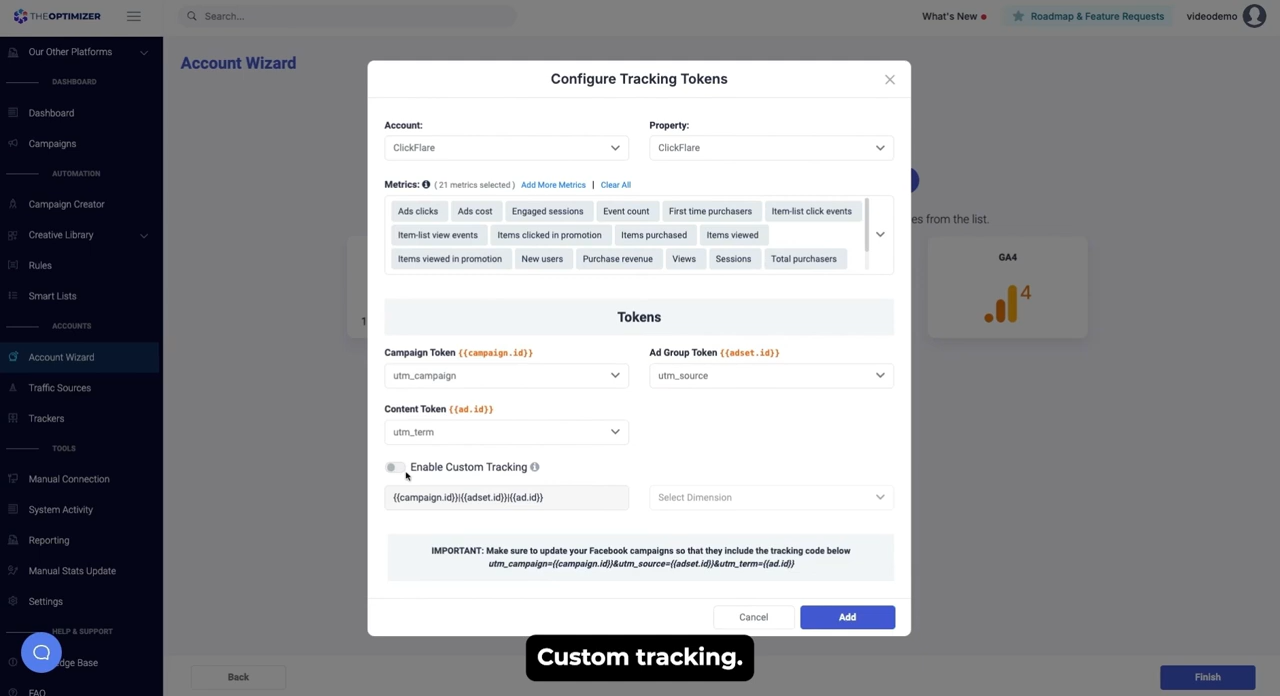 THEOPTIMIZER
Search...
What's New
Roadmap & Feature Requests
videodemo
Our Other Platforms
DASHBOARD
Dashboard
Campaigns
AUTOMATION
Campaign Creator
Creative Library
Rules
Smart Lists
ACCOUNTS
Account Wizard
Traffic Sources
Trackers
TOOLS
Manual Connection
System Activity
Reporting
Manual Stats Update
Settings
HELP & SUPPORT
edge Base
FAQ
Account Wizard
Configure Tracking Tokens
Account:
Property:
ClickFlare
ClickFlare
Metrics: ( 21 metrics selected ) Add More Metrics | Clear All
Ads clicks Ads cost Engaged sessions Event count First time purchasers Item-list click events
Item-list view events Items clicked in promotion Items purchased Items viewed
Items viewed in promotion New users Purchase revenue Views Sessions Total purchasers
Tokens
Campaign Token {{campaign.id}}
Ad Group Token {{adset.id}}
utm_campaign
utm_source
Content Token {{ad.id}}
utm_term
Enable Custom Tracking
{{campaign.id}}|{{adset.id}}|{{ad.id}}
Select Dimension
IMPORTANT: Make sure to update your Facebook campaigns so that they include the tracking code below
utm_campaign={{campaign.id}}&utm_source={{adset.id}}&utm_term={{ad.id}}
Cancel
Add
es from the list.
GA4
4
1
Custom tracking.
Back
Finish